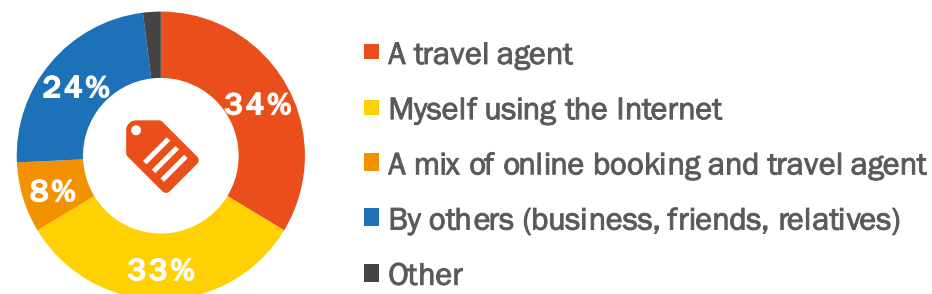 24%
34%
8%
33%
A travel agent
Myself using the Internet
A mix of online booking and travel agent
By others (business, friends, relatives)
Other